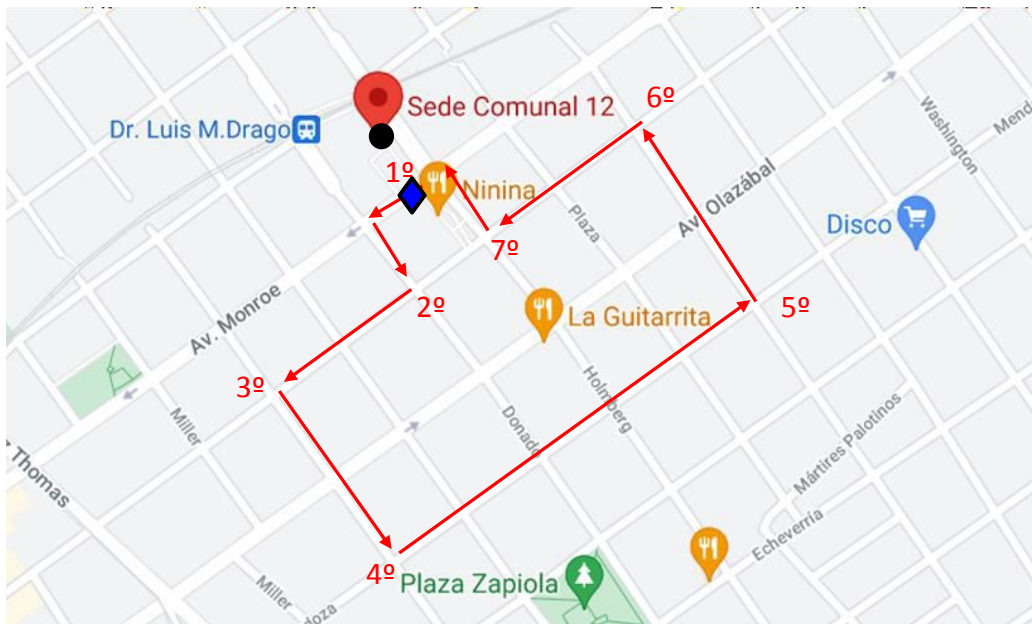 6º
Sede Comunal 12
Dr. Luis M.Drago
Washington
1º
Ninina
Plaza
Av. Olazábal
Disco
7º
2º
Av. Monroe
La Guitarrita
5º
3º
Holmberg
Miller
Donado
Mártires Palotinos
Thomas
Echeverría
4º
Plaza Zapiola
Miller